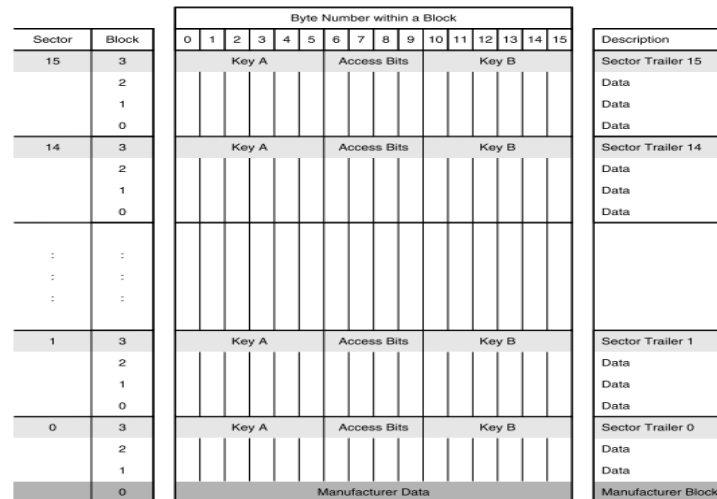 Byte Number within a Block
Sector Block 0 1 2 3 4 5 6 7 8 9 10 11 12 13 14 15 Description
15 3 Key A Access Bits Key B Sector Trailer 15
2 Data
1 Data
0 Data
14 3 Key A Access Bits Key B Sector Trailer 14
2 Data
1 Data
0 Data
: :
: :
: :
1 3 Key A Access Bits Key B Sector Trailer 1
2 Data
1 Data
0 Data
0 3 Key A Access Bits Key B Sector Trailer 0
2 Data
1 Data
0 Manufacturer Data Manufacturer Block